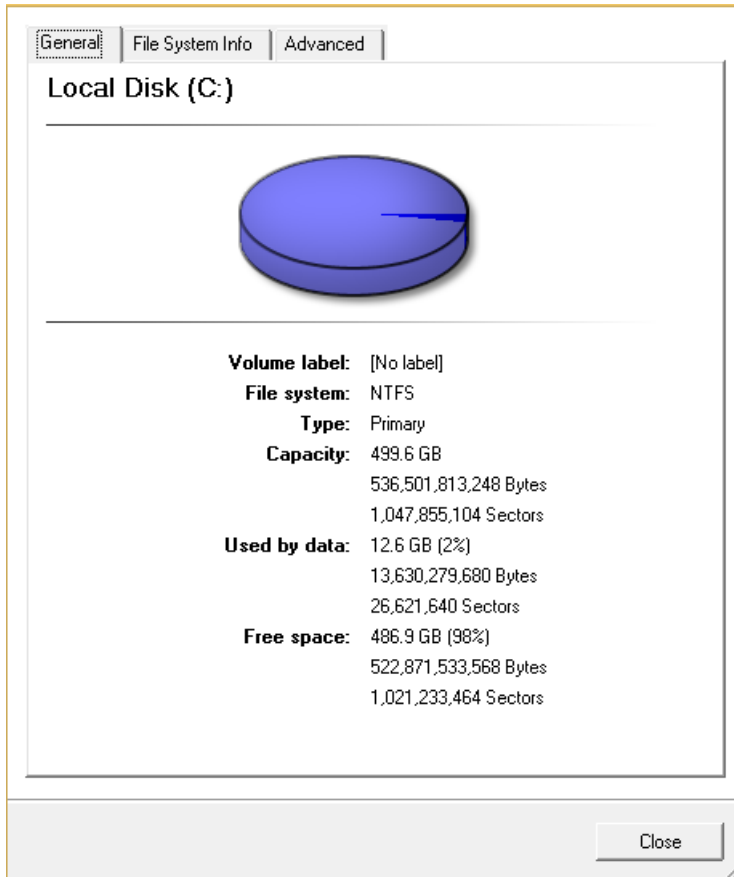 General File System Info Advanced
Local Disk (C:)
Volume label: [No label]
File system: NTFS
Type: Primary
Capacity: 499.6 GB
536,501,813,248 Bytes
1,047,855,104 Sectors
Used by data: 12.6 GB (2%)
13,630,279,680 Bytes
26,621,640 Sectors
Free space: 486.9 GB (98%)
522,871,533,568 Bytes
1,021,233,464 Sectors
Close